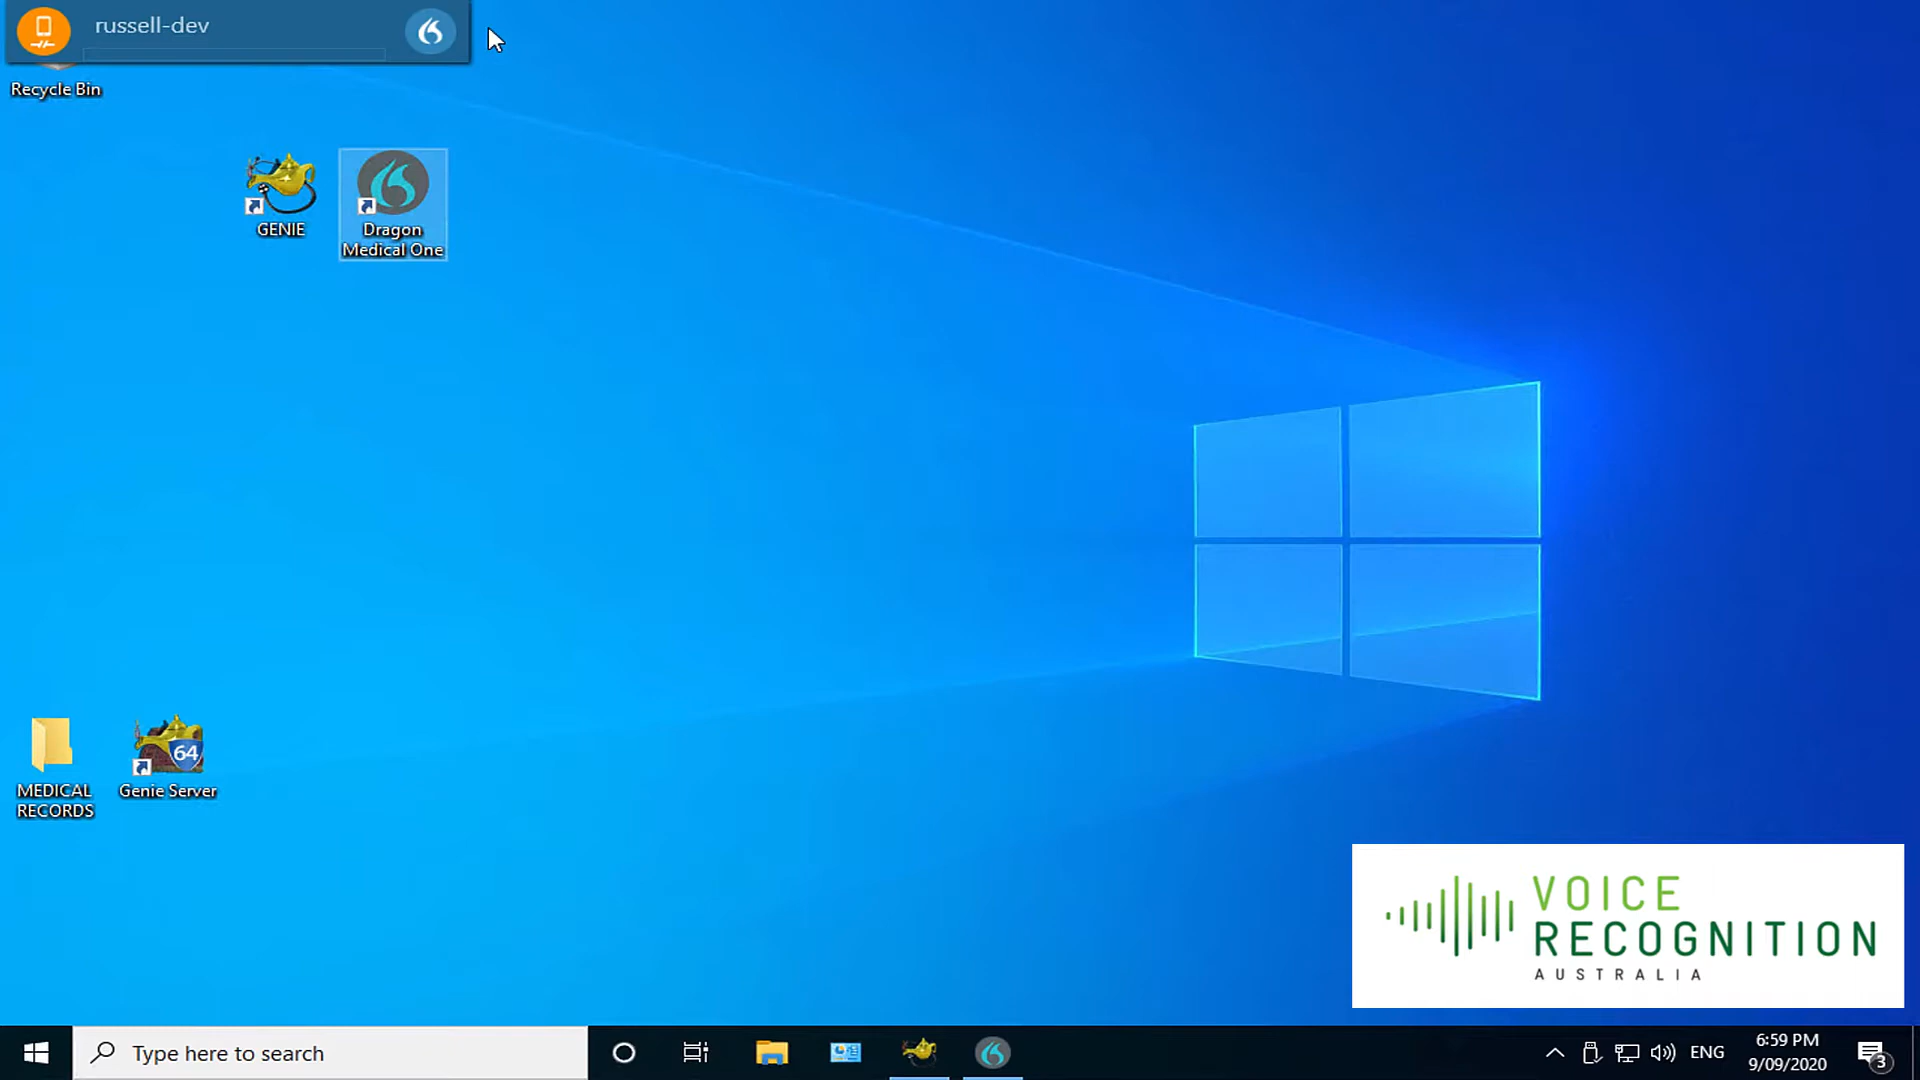 russell-dev
Recycle Bin
GENIE
Dragon
Medical One
MEDICAL
RECORDS
64
Genie Server
VOICE
RECOGNITION
AUSTRALIA
Type here to search
ENG
6:59 PM
9/09/2020
3